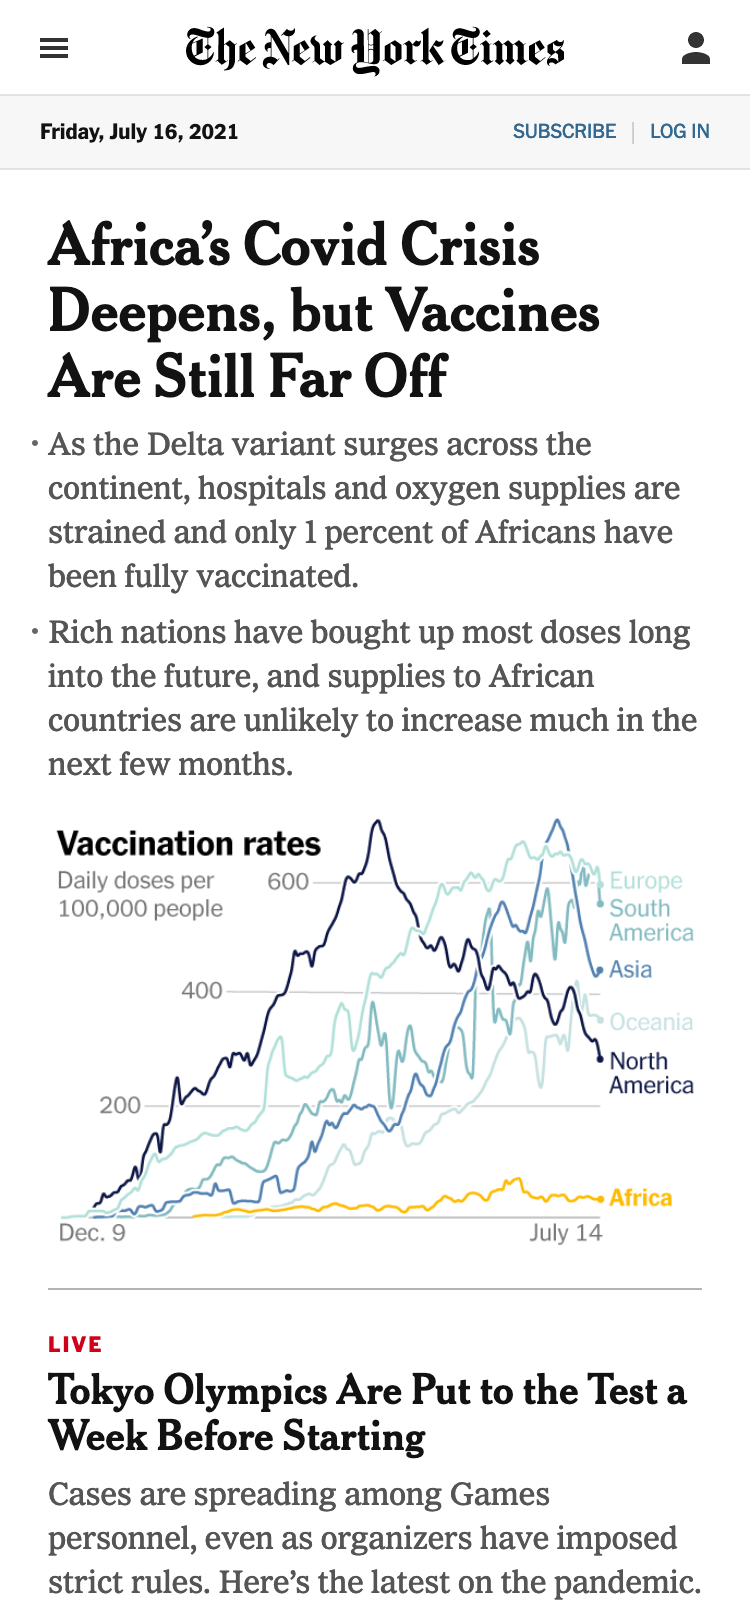 The New York Times
Friday, July 16, 2021
SUBSCRIBE | LOG IN
Africa’s Covid Crisis
Deepens, but Vaccines
Are Still Far Off
• As the Delta variant surges across the
continent, hospitals and oxygen supplies are
strained and only 1 percent of Africans have
been fully vaccinated.
• Rich nations have bought up most doses long
into the future, and supplies to African
countries are unlikely to increase much in the
next few months.
Vaccination rates
Daily doses per
100,000 people
600
400
200
Europe
South
America
Asia
Oceania
North
America
Africa
Dec. 9
July 14
LIVE
Tokyo Olympics Are Put to the Test a
Week Before Starting
Cases are spreading among Games
personnel, even as organizers have imposed
strict rules. Here’s the latest on the pandemic.